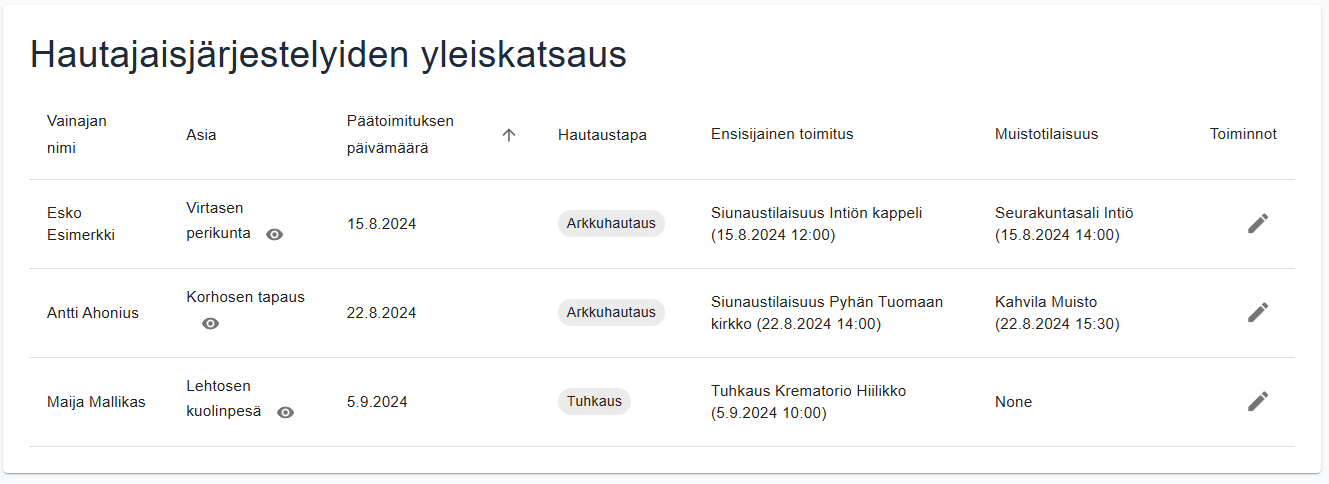 Hautajaisjärjestelyiden yleiskatsaus
Vainajan
nimi
Asia
Päätoimituksen
päivämäärä
Hautaustapa
Ensisijainen toimitus
Muistotilaisuus
Toiminnot
Esko
Esimerkki
Virtasen
perikunta
15.8.2024
Arkkuhautaus
Siunaustilaisuus Intiön kappeli
(15.8.2024 12:00)
Seurakuntasali Intiö
(15.8.2024 14:00)
Antti Ahonius
Korhosen tapaus
22.8.2024
Arkkuhautaus
Siunaustilaisuus Pyhän Tuomaan
kirkko (22.8.2024 14:00)
Kahvila Muisto
(22.8.2024 15:30)
Maija Mallikas
Lehtosen
kuolinpesä
5.9.2024
Tuhkaus
Tuhkaus Krematorio Hiilikko
(5.9.2024 10:00)
None